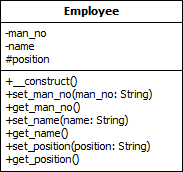 Employee
-man_no
-name
#position
+__construct()
+set_man_no(man_no: String)
+get_man_no()
+set_name(name: String)
+get_name()
+set_position(position: String)
+get_position()